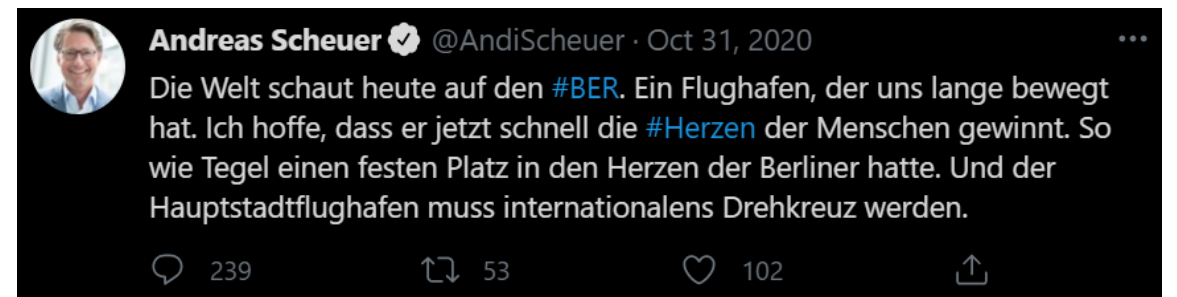 Andreas Scheuer @AndiScheuer · Oct 31, 2020
Die Welt schaut heute auf den #BER. Ein Flughafen, der uns lange bewegt
hat. Ich hoffe, dass er jetzt schnell die #Herzen der Menschen gewinnt. So
wie Tegel einen festen Platz in den Herzen der Berliner hatte. Und der
Hauptstadtflughafen muss internationalens Drehkreuz werden.
239 53 102